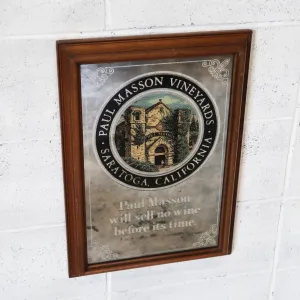 PAUL MASSON VINEYARDS
SARATOGA, CALIFORNIA
Paul Masson
will sell no wine
before its time.